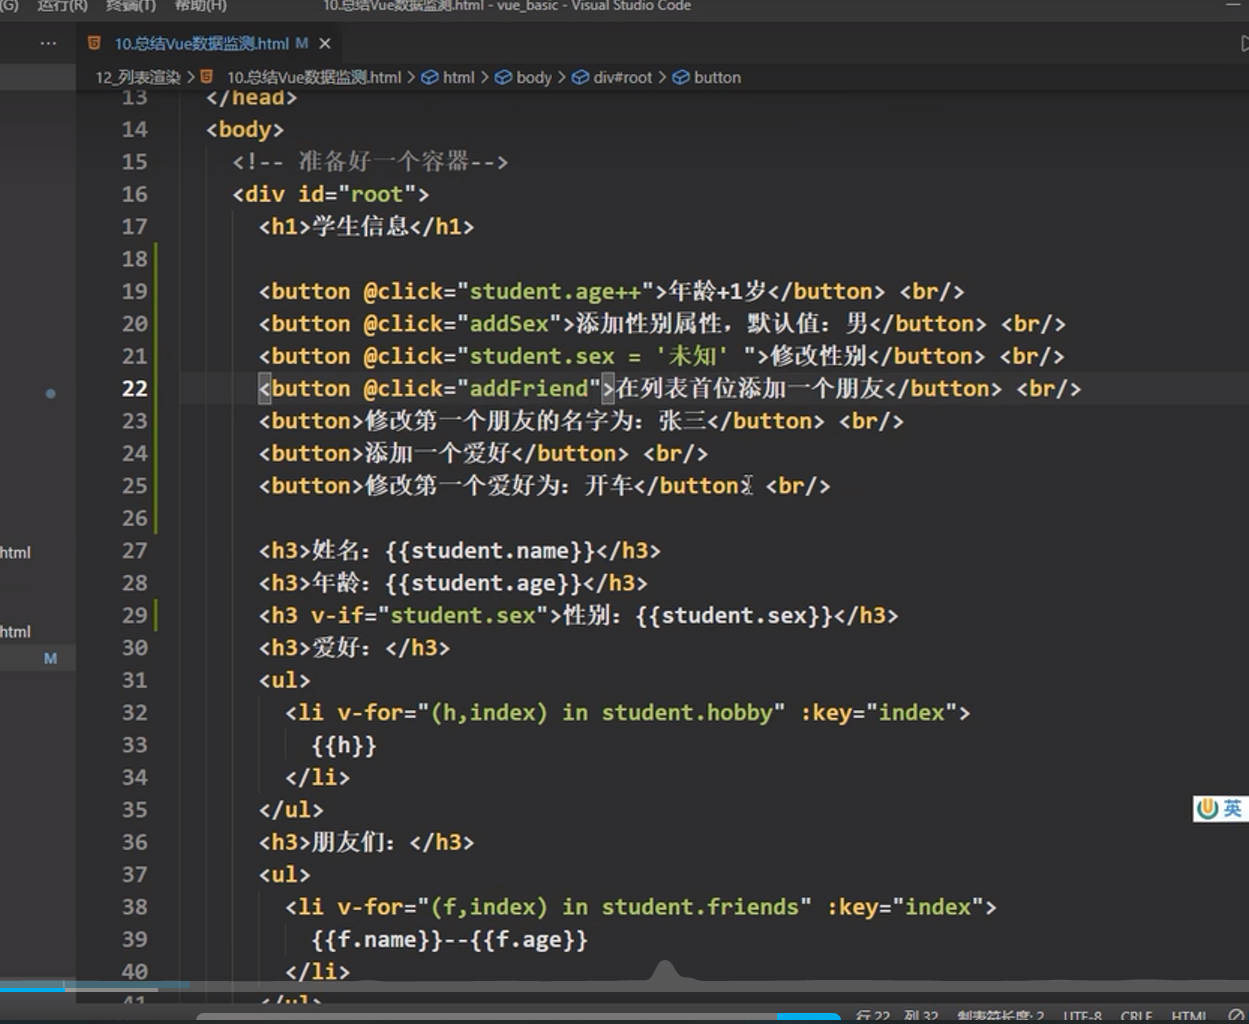 (G) 运行(R) 终端(T) 帮助(H) 10.总结Vue数据监测.html - vue_basic - Visual Studio Code
··· 10.总结Vue数据监测.html M ×
12_列表渲染 > 10.总结Vue数据监测.html > html > body > div#root > button
13 </head>
14 <body>
15 <!-- 准备好一个容器-->
16 <div id="root">
17 <h1>学生信息</h1>
18
19 <button @click="student.age++">年龄+1岁</button> <br/>
20 <button @click="addSex">添加性别属性，默认值：男</button> <br/>
21 <button @click="student.sex = '未知' ">修改性别</button> <br/>
22 <button @click="addFriend">在列表首位添加一个朋友</button> <br/>
23 <button>修改第一个朋友的名字为：张三</button> <br/>
24 <button>添加一个爱好</button> <br/>
25 <button>修改第一个爱好为：开车</button> <br/>
26
html 27 <h3>姓名：{{student.name}}</h3>
28 <h3>年龄：{{student.age}}</h3>
html 29 <h3 v-if="student.sex">性别：{{student.sex}}</h3>
M 30 <h3>爱好：</h3>
31 <ul>
32 <li v-for="(h,index) in student.hobby" :key="index">
33 {{h}}
34 </li>
35 </ul>
英
36 <h3>朋友们：</h3>
37 <ul>
38 <li v-for="(f,index) in student.friends" :key="index">
39 {{f.name}}--{{f.age}}
40 </li>
41 </ul>
行 22 列 32 制表符长度: 2 UTF-8 CRLF HTML